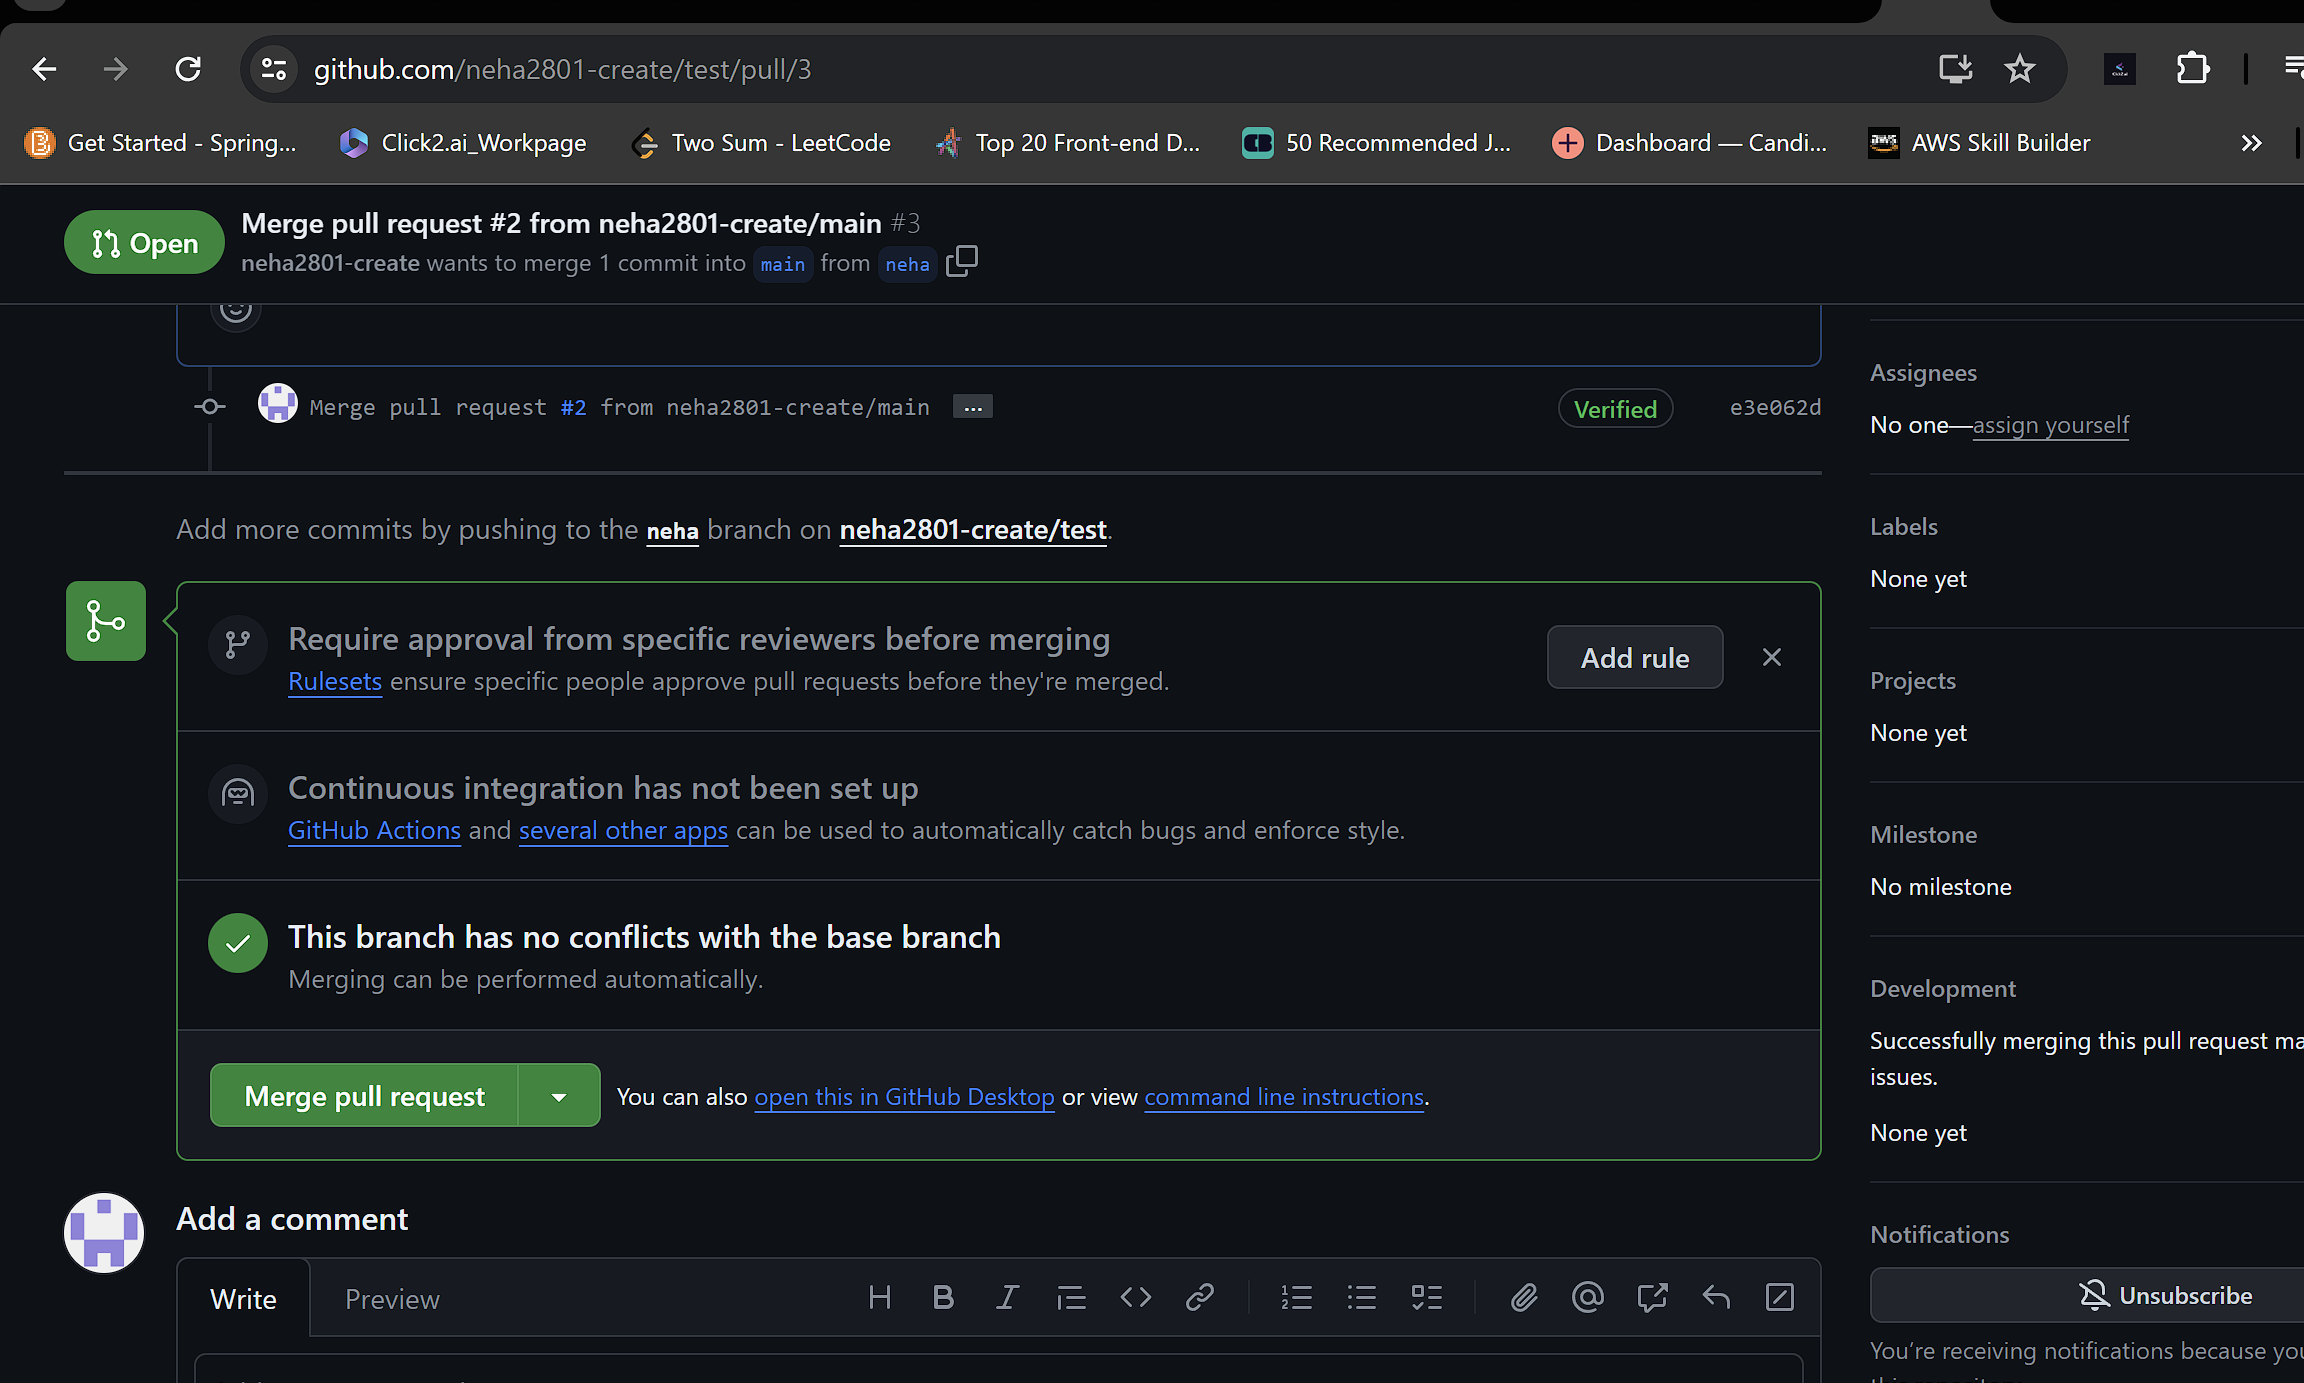 github.com/neha2801-create/test/pull/3
Get Started - Spring...
Click2.ai_Workpage
Two Sum - LeetCode
Top 20 Front-end D...
50 Recommended J...
Dashboard — Candi...
AWS Skill Builder
Open
Merge pull request #2 from neha2801-create/main #3
neha2801-create wants to merge 1 commit into main from neha
Merge pull request #2 from neha2801-create/main ...
Verified
e3e062d
Add more commits by pushing to the neha branch on neha2801-create/test.
Require approval from specific reviewers before merging
Rulesets ensure specific people approve pull requests before they're merged.
Add rule
Continuous integration has not been set up
GitHub Actions and several other apps can be used to automatically catch bugs and enforce style.
This branch has no conflicts with the base branch
Merging can be performed automatically.
Merge pull request
You can also open this in GitHub Desktop or view command line instructions.
Add a comment
Write
Preview
Assignees
No one—assign yourself
Labels
None yet
Projects
None yet
Milestone
No milestone
Development
Successfully merging this pull request ma
issues.
None yet
Notifications
Unsubscribe
You're receiving notifications because you